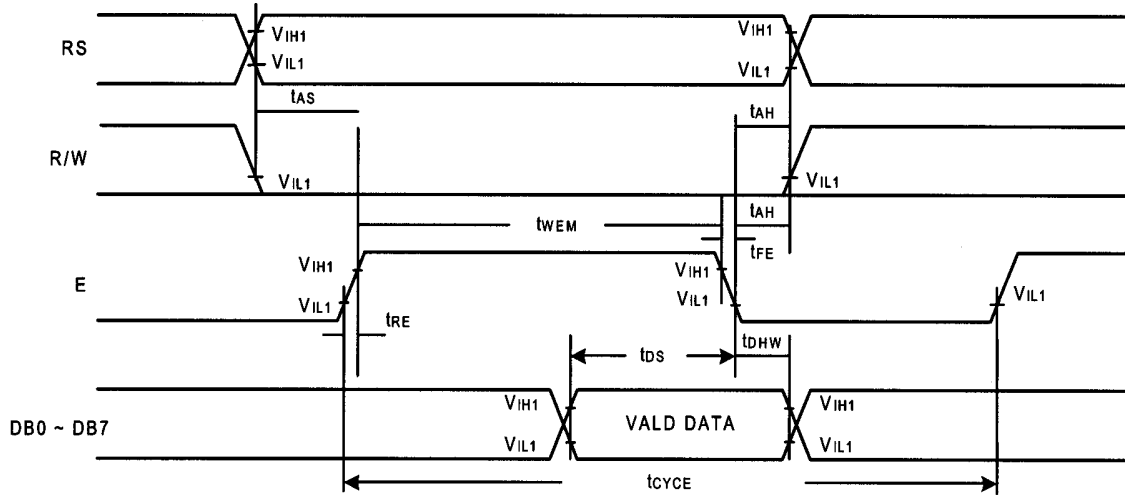 RS
VIH1
VIL1
VIH1
VIL1
tAS
tAH
R/W
VIL1
VIL1
tWEM
tAH
tFE
E
VIH1
VIL1
VIH1
VIL1
VIL1
tRE
tDS
tDHW
DB0 ~ DB7
VIH1
VIL1
VALD DATA
VIH1
VIL1
tCYCE